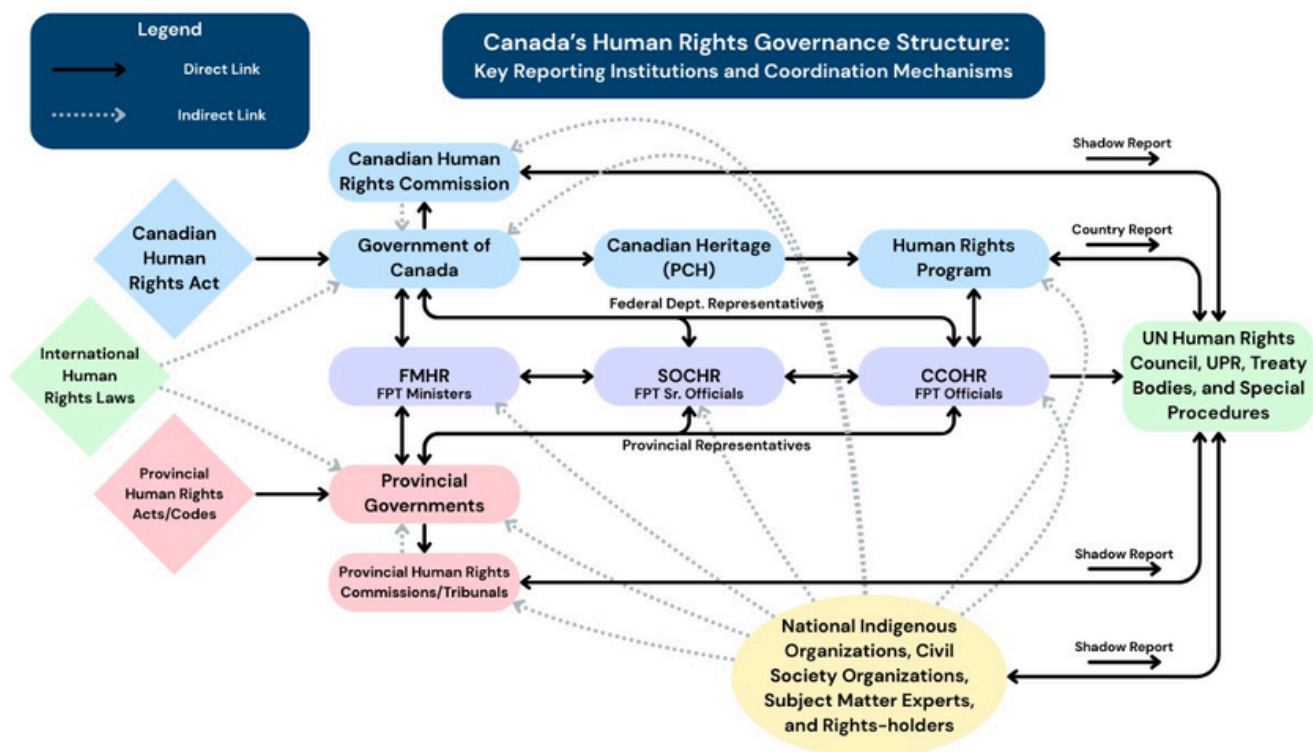 Legend
Direct Link
Indirect Link
Canada’s Human Rights Governance Structure:
Key Reporting Institutions and Coordination Mechanisms
Canadian Human
Rights Commission
Shadow Report
Canadian
Human
Rights Act
Government of
Canada
Canadian Heritage
(PCH)
Human Rights
Program
Country Report
Federal Dept. Representatives
International
Human
Rights Laws
FMHR
FPT Ministers
SOCHR
FPT Sr. Officials
CCOHR
FPT Officials
UN Human Rights
Council, UPR, Treaty
Bodies, and Special
Procedures
Provincial Representatives
Provincial
Human Rights
Acts/Codes
Provincial
Governments
Provincial Human Rights
Commissions/Tribunals
Shadow Report
National Indigenous
Organizations, Civil
Society Organizations,
Subject Matter Experts,
and Rights-holders
Shadow Report